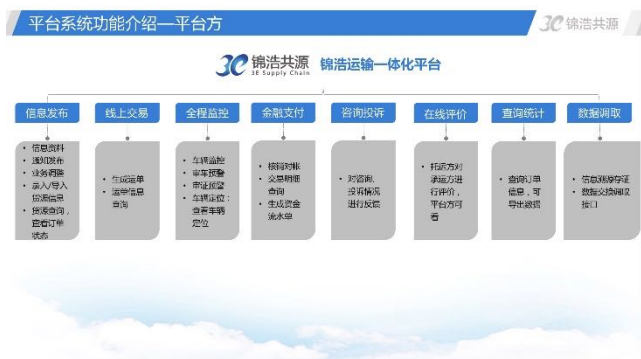 平台系统功能介绍—平台方
3E 锦浩共源
3E 锦浩共源 锦浩运输一体化平台
3E Supply Chain
信息发布
线上交易
全程监控
金融支付
咨询投诉
在线评价
查询统计
数据调取
• 信息资料
• 通知发布
• 业务调整
• 录入/导入
货源信息
• 货源查询，
查看订单
状态
• 生成运单
• 运单信息
查询
• 车辆监控
• 审车预警
• 审证预警
• 车辆定位：
查看车辆
定位
• 核销对账
• 交易明细
查询
• 生成资金
流水单
• 对咨询、
投诉情况
进行反馈
• 托运方对
承运方进
行评价，
平台方可
看
• 查询订单
信息，可
导出数据
• 信息溯源存证
• 数据交换调取
接口